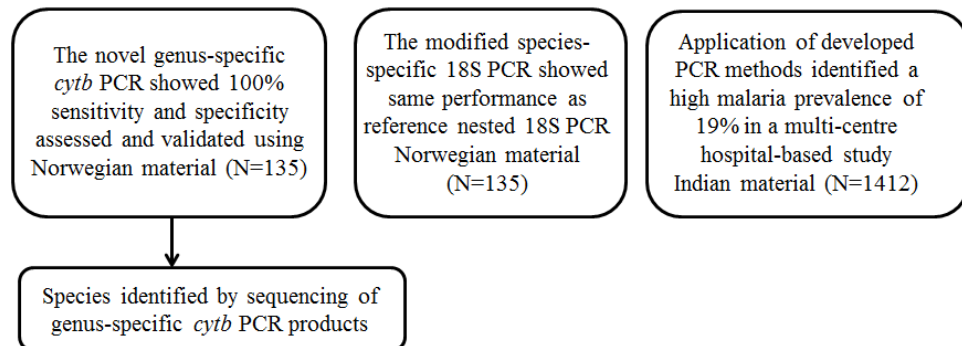 The novel genus-specific
cytb PCR showed 100%
sensitivity and specificity
assessed and validated using
Norwegian material (N=135)
The modified species-
specific 18S PCR showed
same performance as
reference nested 18S PCR
Norwegian material
(N=135)
Application of developed
PCR methods identified a
high malaria prevalence of
19% in a multi-centre
hospital-based study
Indian material (N=1412)
Species identified by sequencing of
genus-specific cytb PCR products